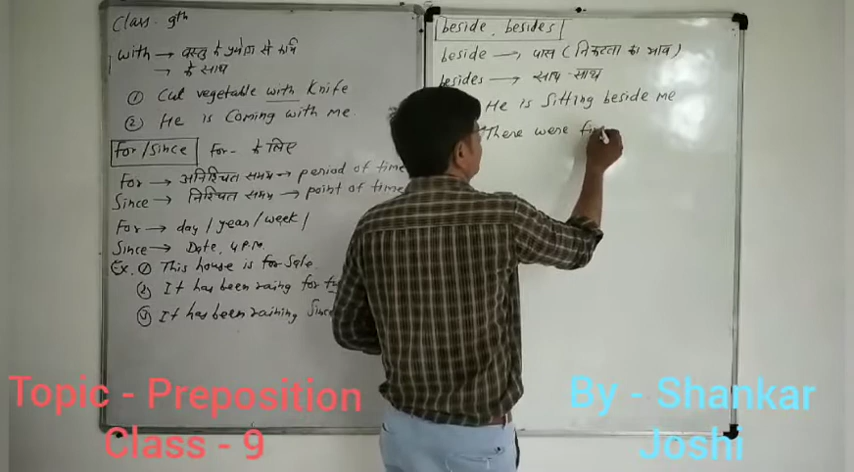 Class - 9th
with → वस्तु के प्रयोग से
→ के साथ
① Cut vegetable with Knife
② He is Coming with me.
For/Since For - के लिए
For → अनिश्चित समय → period of time
Since → निश्चित समय → point of time
For → day / year / week /
Since → Date, 4 P.M.
Ex. ① This house is for Sale.
② It has been raing for
③ It has been raining Since
beside, besides
beside → पास (निकटता का भाव)
besides → साथ-साथ
He is Sitting beside me
There were
Topic - Preposition
Class - 9
By - Shankar
Joshi